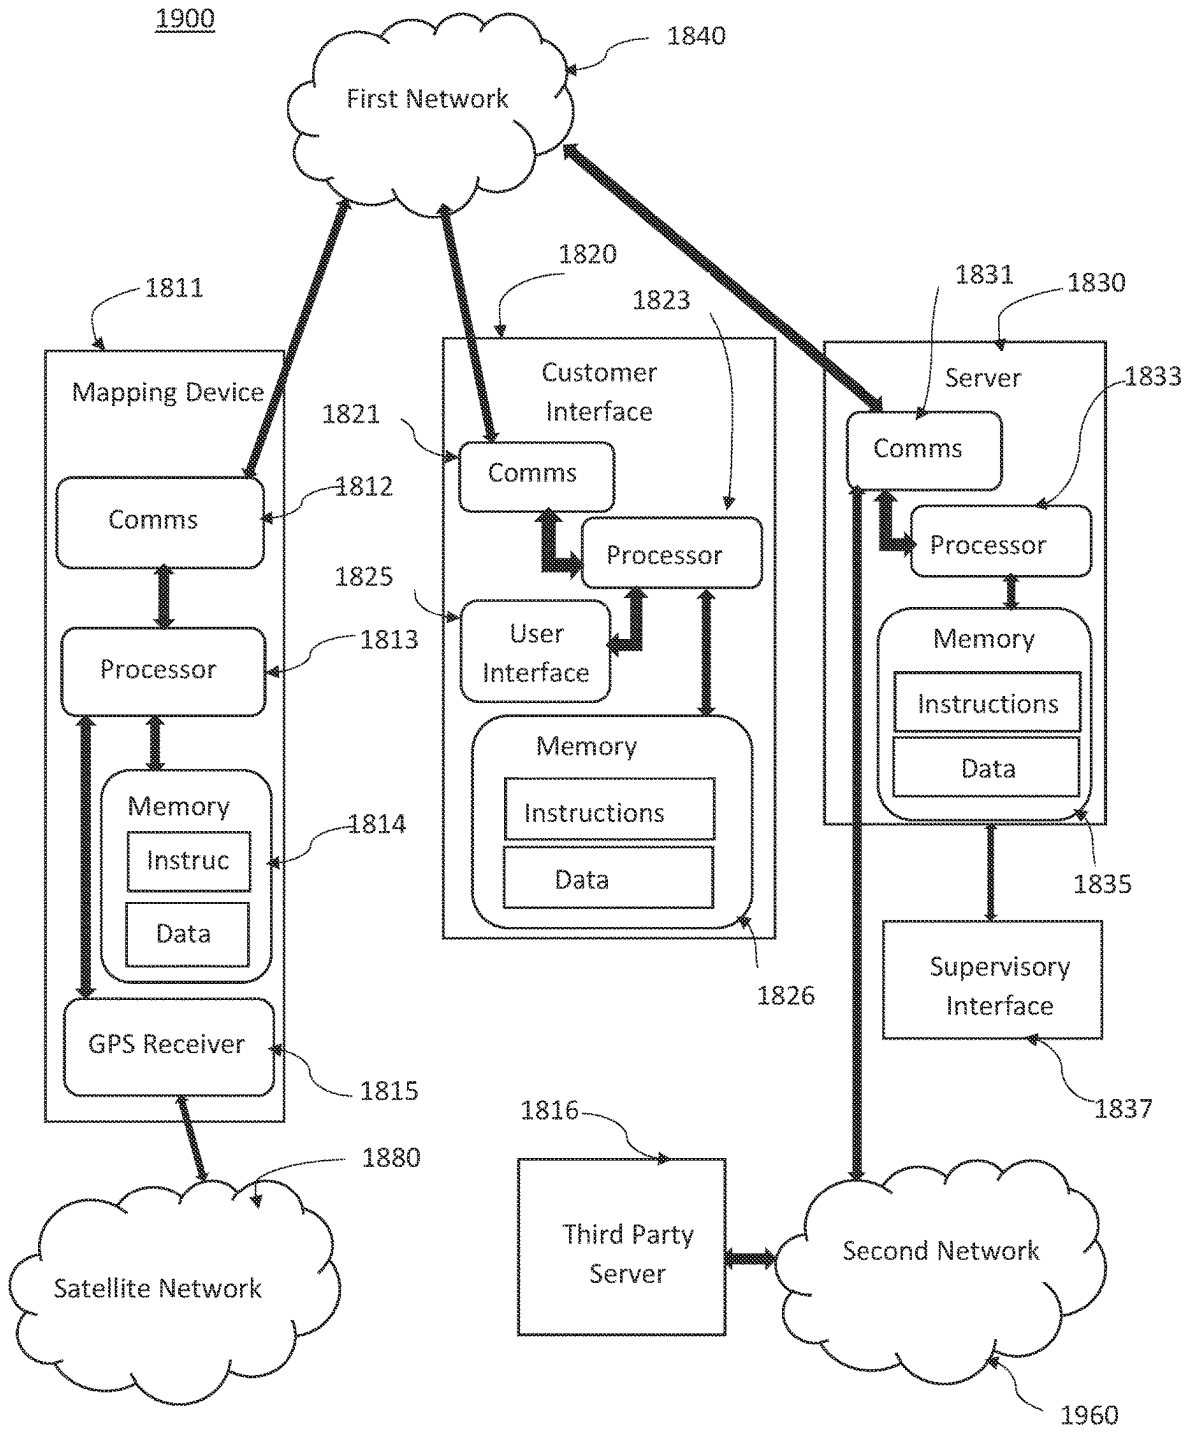 1900
1840
First Network
1820
1831
1811
1830
1823
Mapping Device
Customer
Interface
Server
1833
1821
Comms
Comms
1812
Comms
Processor
Processor
1825
User
Interface
1813
Processor
Memory
Instructions
Data
Memory
Instructions
Data
Memory
Instruc
Data
1814
1835
Supervisory
Interface
1826
GPS Receiver
1815
1837
1816
1880
Third Party
Server
Second Network
Satellite Network
1960